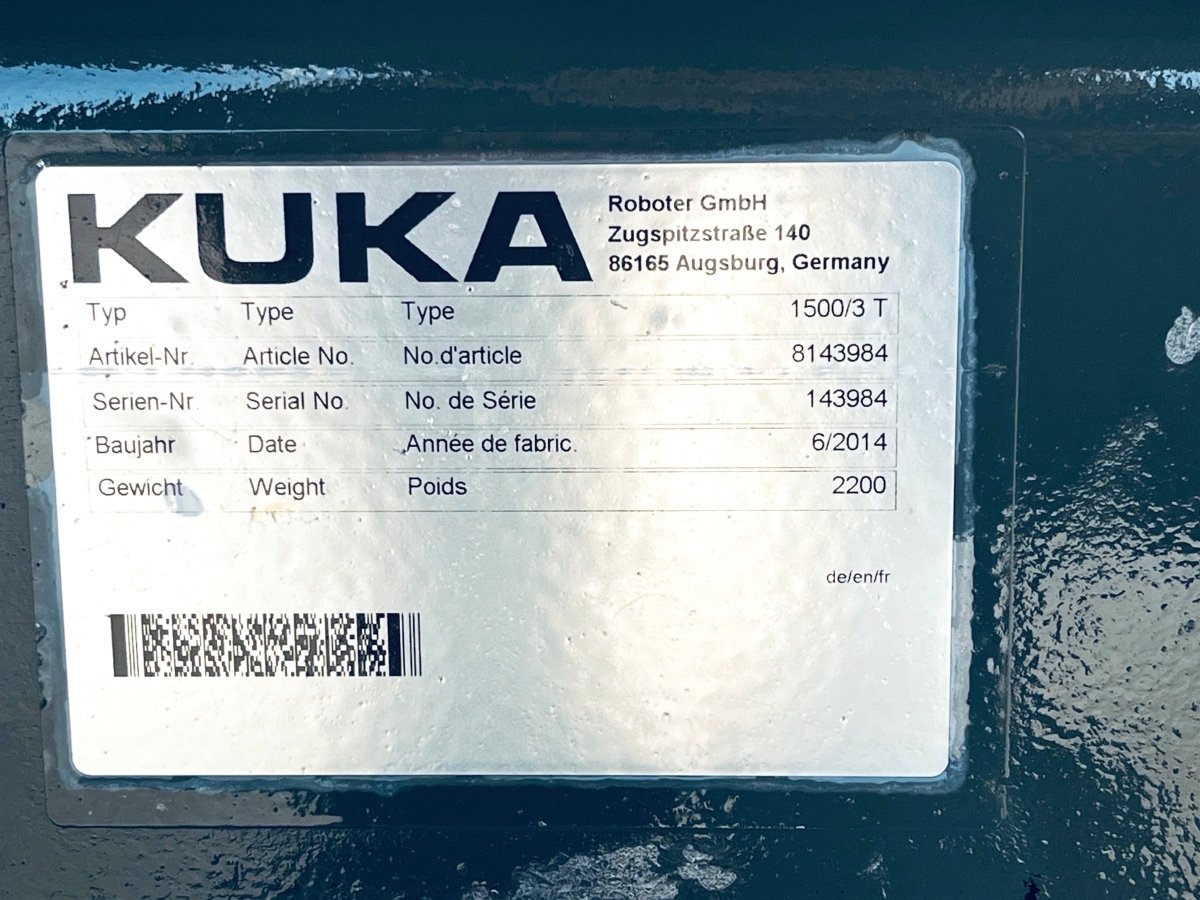 KUKA
Roboter GmbH
Zugspitzstraße 140
86165 Augsburg, Germany
Typ Type Type 1500/3 T
Artikel-Nr. Article No. No.d'article 8143984
Serien-Nr. Serial No. No. de Série 143984
Baujahr Date Année de fabric. 6/2014
Gewicht Weight Poids 2200
de/en/fr